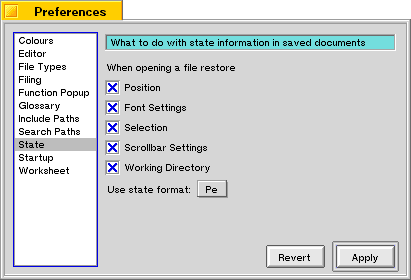 Preferences
Colours
Editor
File Types
Filing
Function Popup
Glossary
Include Paths
Search Paths
State
Startup
Worksheet
What to do with state information in saved documents
When opening a file restore
Position
Font Settings
Selection
Scrollbar Settings
Working Directory
Use state format: Pe
Revert Apply